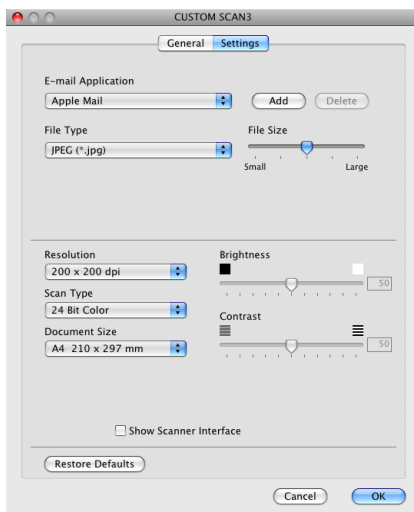 CUSTOM SCAN3
General Settings
E-mail Application
Apple Mail Add Delete
File Type File Size
JPEG (*.jpg)
Small Large
Resolution Brightness
200 x 200 dpi
50
Scan Type
24 Bit Color Contrast
Document Size
A4 210 x 297 mm 50
Show Scanner Interface
Restore Defaults
Cancel OK